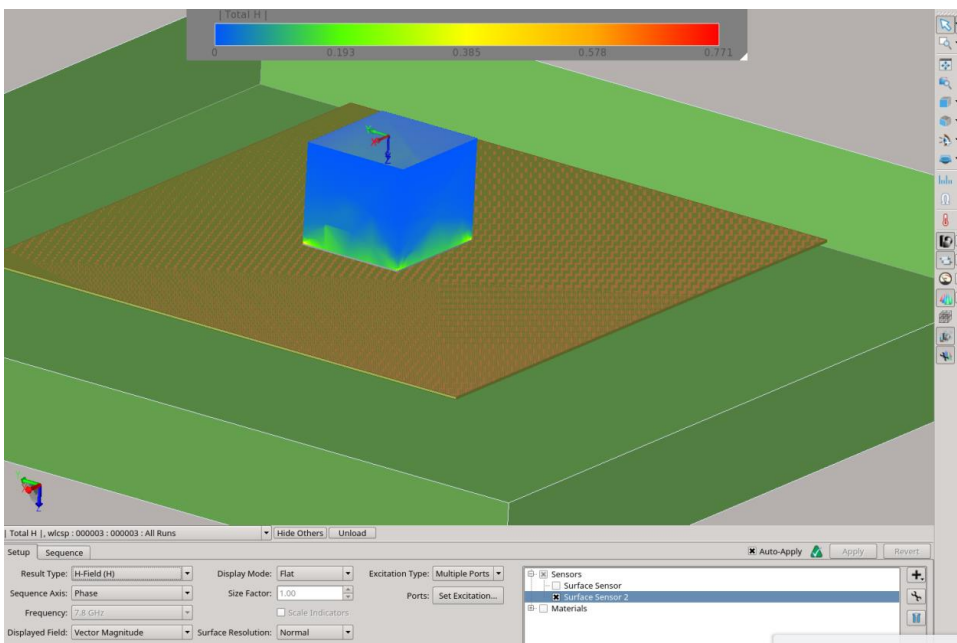 | Total H |
0 0.193 0.385 0.578 0.771
| Total H |, wlcsp : 000003 : 000003 : All Runs Hide Others Unload
Setup Sequence Auto-Apply Apply Revert
Result Type: H-Field (H) Display Mode: Flat Excitation Type: Multiple Ports Sensors
Sequence Axis: Phase Size Factor: 1.00 Ports: Set Excitation... Surface Sensor
Surface Sensor 2
Frequency: 7.8 GHz Scale Indicators Materials
Displayed Field: Vector Magnitude Surface Resolution: Normal